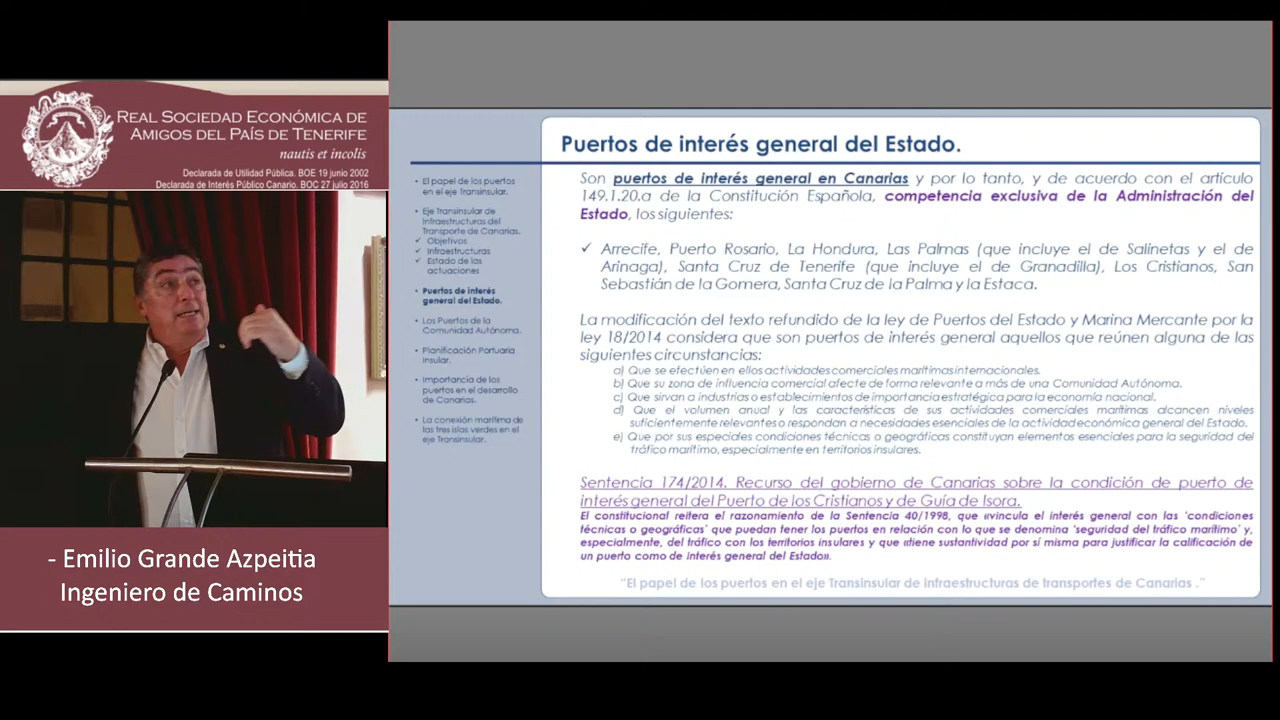 REAL SOCIEDAD ECONÓMICA DE
AMIGOS DEL PAÍS DE TENERIFE
nautis et incolis
Declarada de Utilidad Pública. BOE 19 junio 2002
Declarada de Interés Público Canario. BOC 27 julio 2016
- Emilio Grande Azpeitia
Ingeniero de Caminos
• El papel de los puertos
en el eje Transinsular.
• Eje Transinsular de
Infraestructuras del
Transporte de Canarias.
✓ Objetivos
✓ Infraestructuras
✓ Estado de las
actuaciones
• Puertos de interés
general del Estado.
• Los Puertos de la
Comunidad Autónoma.
• Planificación Portuaria
Insular.
• Importancia de los
puertos en el desarrollo
de Canarias.
• La conexión marítima de
las tres islas verdes en el
eje Transinsular.
Puertos de interés general del Estado.
Son puertos de interés general en Canarias y por lo tanto, y de acuerdo con el artículo
149.1.20.a de la Constitución Española, competencia exclusiva de la Administración del
Estado, los siguientes:
✓ Arrecife, Puerto Rosario, La Hondura, Las Palmas (que incluye el de Salinetas y el de
Arinaga), Santa Cruz de Tenerife (que incluye el de Granadilla), Los Cristianos, San
Sebastián de la Gomera, Santa Cruz de la Palma y la Estaca.
La modificación del texto refundido de la ley de Puertos del Estado y Marina Mercante por la
ley 18/2014 considera que son puertos de interés general aquellos que reúnen alguna de las
siguientes circunstancias:
a) Que se efectúen en ellos actividades comerciales marítimas internacionales.
b) Que su zona de influencia comercial afecte de forma relevante a más de una Comunidad Autónoma.
c) Que sirvan a industrias o establecimientos de importancia estratégica para la economía nacional.
d) Que el volumen anual y las características de sus actividades comerciales marítimas alcancen niveles
suficientemente relevantes o respondan a necesidades esenciales de la actividad económica general del Estado.
e) Que por sus especiales condiciones técnicas o geográficas constituyan elementos esenciales para la seguridad del
tráfico marítimo, especialmente en territorios insulares.
Sentencia 174/2014. Recurso del gobierno de Canarias sobre la condición de puerto de
interés general del Puerto de los Cristianos y de Guía de Isora.
El constitucional reitera el razonamiento de la Sentencia 40/1998, que «vincula el interés general con las 'condiciones
técnicas o geográficas' que puedan tener los puertos en relación con lo que se denomina 'seguridad del tráfico marítimo' y,
especialmente, del tráfico con los territorios insulares y que «tiene sustantividad por sí misma para justificar la calificación de
un puerto como de interés general del Estado».
"El papel de los puertos en el eje Transinsular de Infraestructuras de transportes de Canarias ."